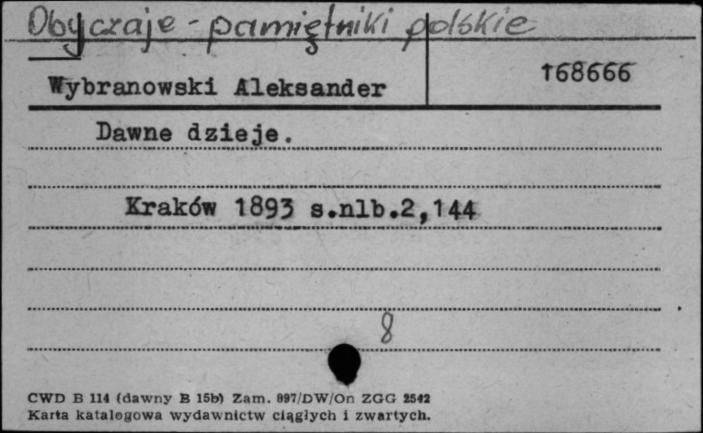 Obyczaje - pamiętniki polskie
Wybranowski Aleksander
168666
Dawne dzieje.
Kraków 1893 s.nlb.2,144
8
CWD B 114 (dawny B 15b) Zam. 897/DW/On ZGG 2542
Karta katalogowa wydawnictw ciągłych i zwartych.